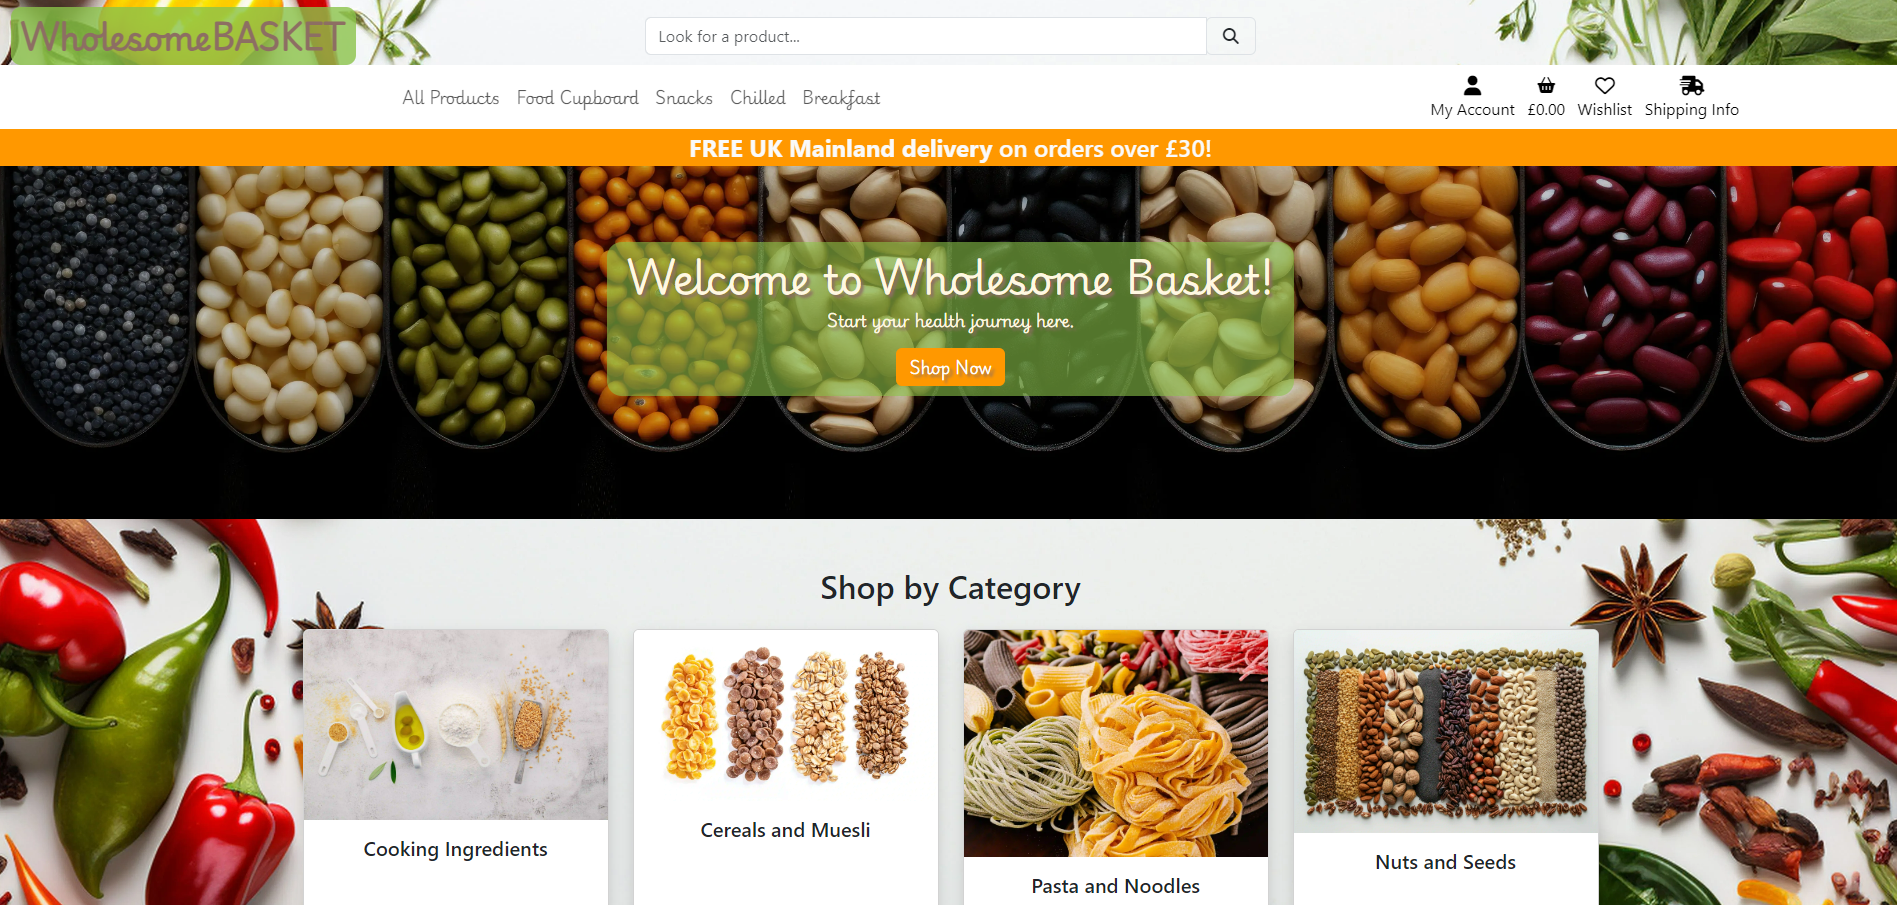 WholesomeBASKET
Look for a product...
All Products Food Cupboard Snacks Chilled Breakfast
My Account £0.00 Wishlist Shipping Info
FREE UK Mainland delivery on orders over £30!
Welcome to Wholesome Basket!
Start your health journey here.
Shop Now
Shop by Category
Cooking Ingredients
Cereals and Muesli
Pasta and Noodles
Nuts and Seeds